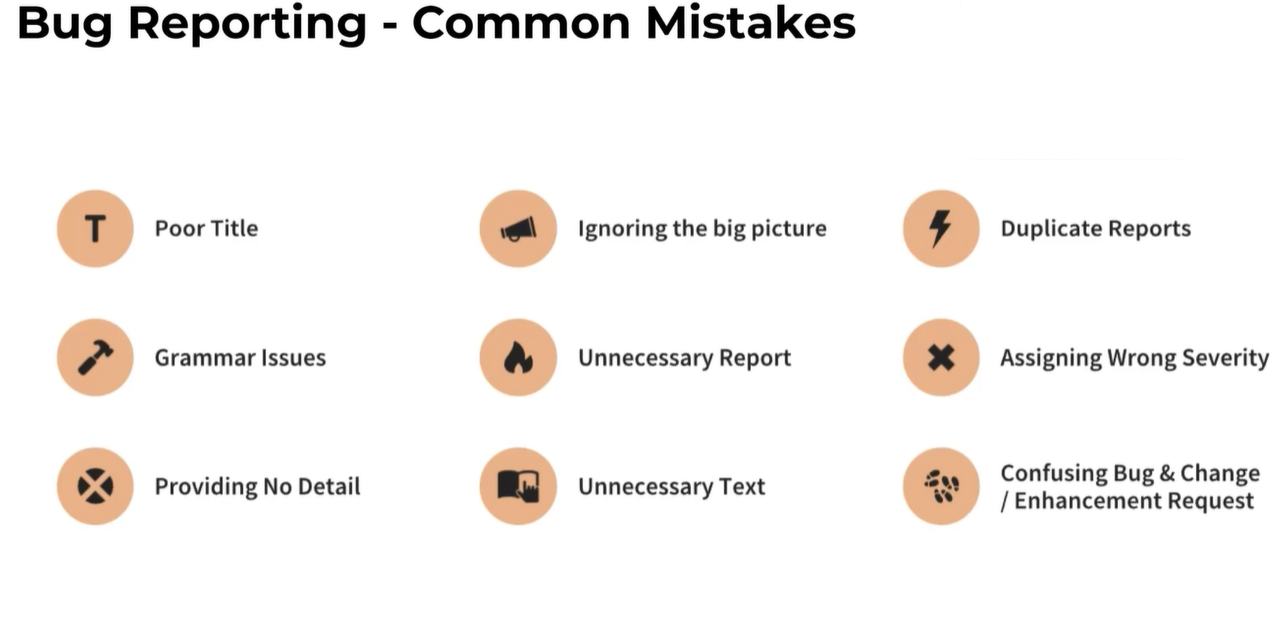 Bug Reporting - Common Mistakes
T
Poor Title
Ignoring the big picture
Duplicate Reports
Grammar Issues
Unnecessary Report
Assigning Wrong Severity
Providing No Detail
Unnecessary Text
Confusing Bug & Change
/ Enhancement Request